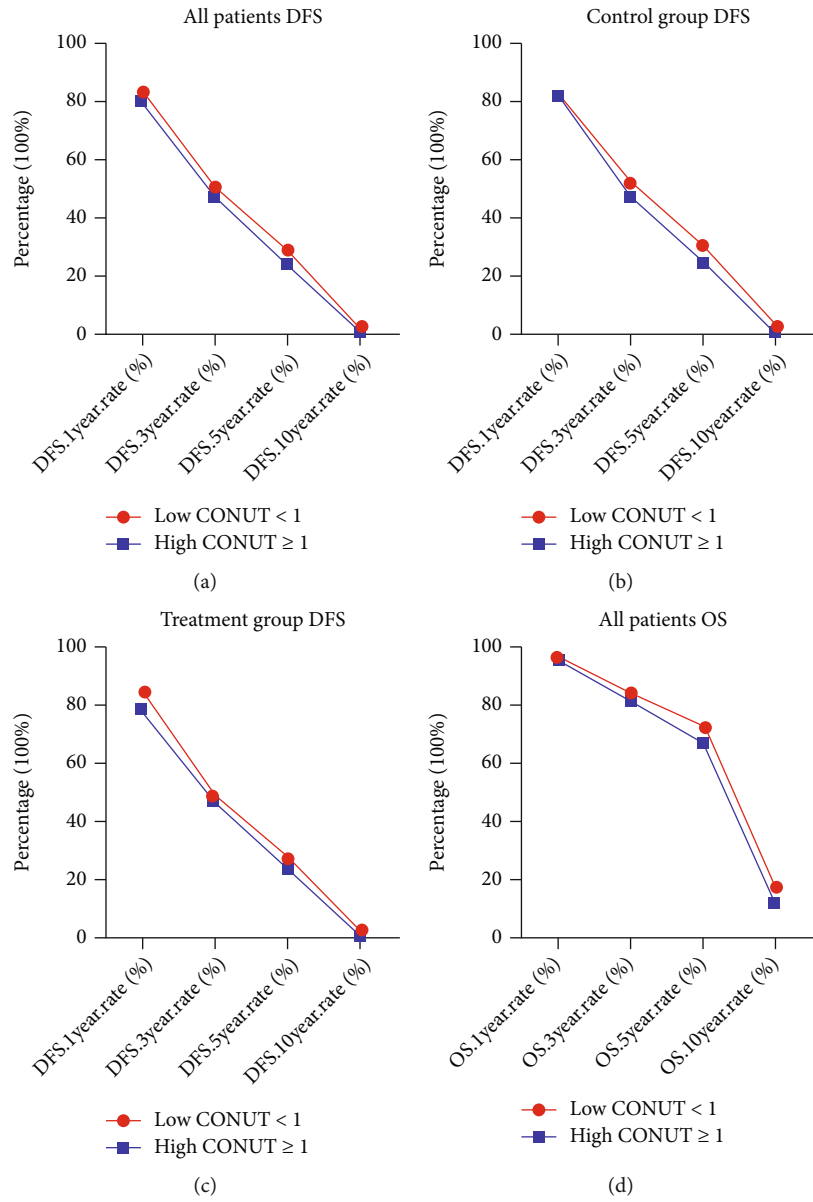 All patients DFS
100
80
60
40
20
0
Percentage (100%)
DFS.1year.rate (%)
DFS.3year.rate (%)
DFS.5year.rate (%)
DFS.10year.rate (%)
Low CONUT < 1
High CONUT ≥ 1
(a)
Control group DFS
100
80
60
40
20
0
Percentage (100%)
DFS.1year.rate (%)
DFS.3year.rate (%)
DFS.5year.rate (%)
DFS.10year.rate (%)
Low CONUT < 1
High CONUT ≥ 1
(b)
Treatment group DFS
100
80
60
40
20
0
Percentage (100%)
DFS.1year.rate (%)
DFS.3year.rate (%)
DFS.5year.rate (%)
DFS.10year.rate (%)
Low CONUT < 1
High CONUT ≥ 1
(c)
All patients OS
100
80
60
40
20
0
Percentage (100%)
OS.1year.rate (%)
OS.3year.rate (%)
OS.5year.rate (%)
OS.10year.rate (%)
Low CONUT < 1
High CONUT ≥ 1
(d)